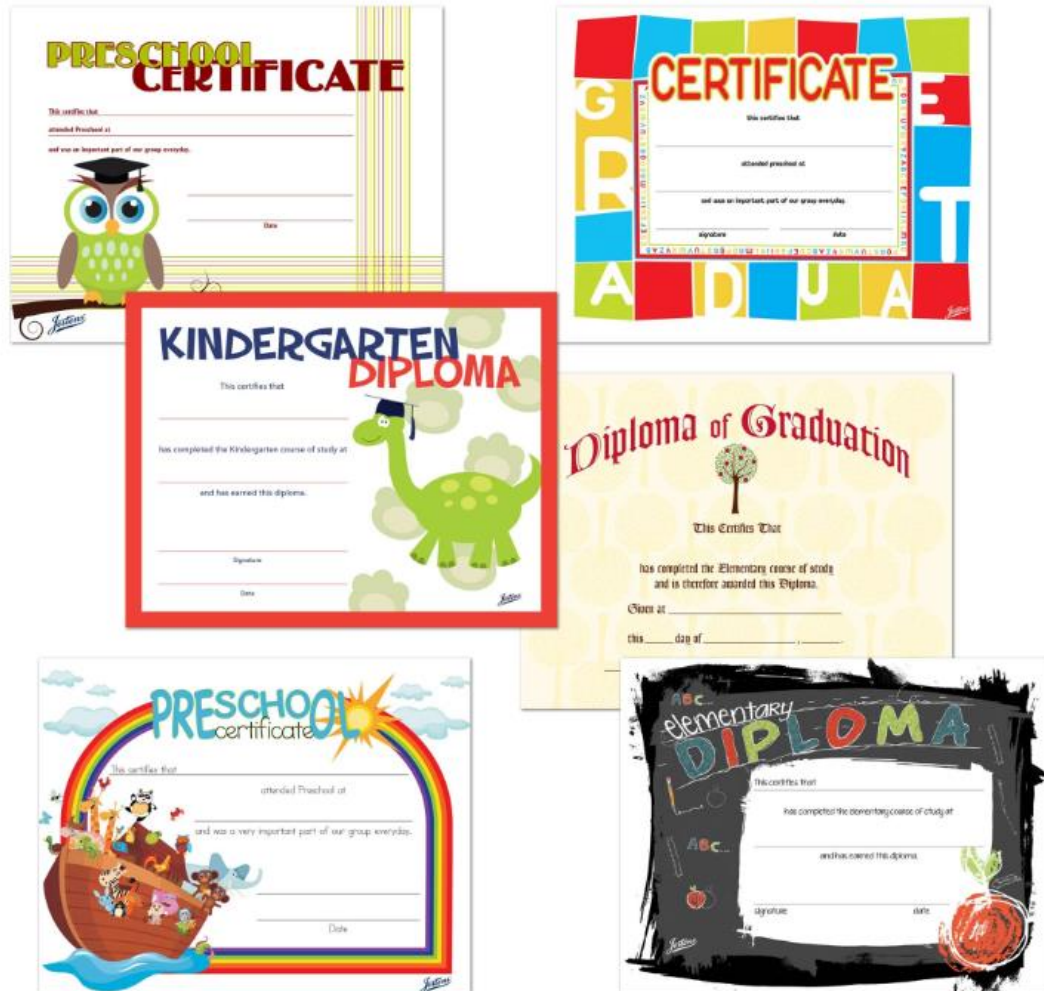 PRESCHOOL
CERTIFICATE
This certifies that
attended Preschool at
and was an important part of our group everyday.
Date
Jostens
CERTIFICATE
this certifies that
attended preschool at
and was an important part of our group everyday.
signature date
G R A D U A T E
Jostens
KINDERGARTEN
DIPLOMA
This certifies that
has completed the Kindergarten course of study at
and has earned this diploma.
Signature
Date
Jostens
Diploma of Graduation
This Certifies That
has completed the Elementary course of study
and is therefore awarded this Diploma.
Given at
this day of , .
PRESCHOOL
certificate
This certifies that
attended Preschool at
and was a very important part of our group everyday.
Date
Jostens
ABC...
elementary
DIPLOMA
This certifies that
has completed the elementary course of study at
ABC...
and has earned this diploma.
signature date
Jostens